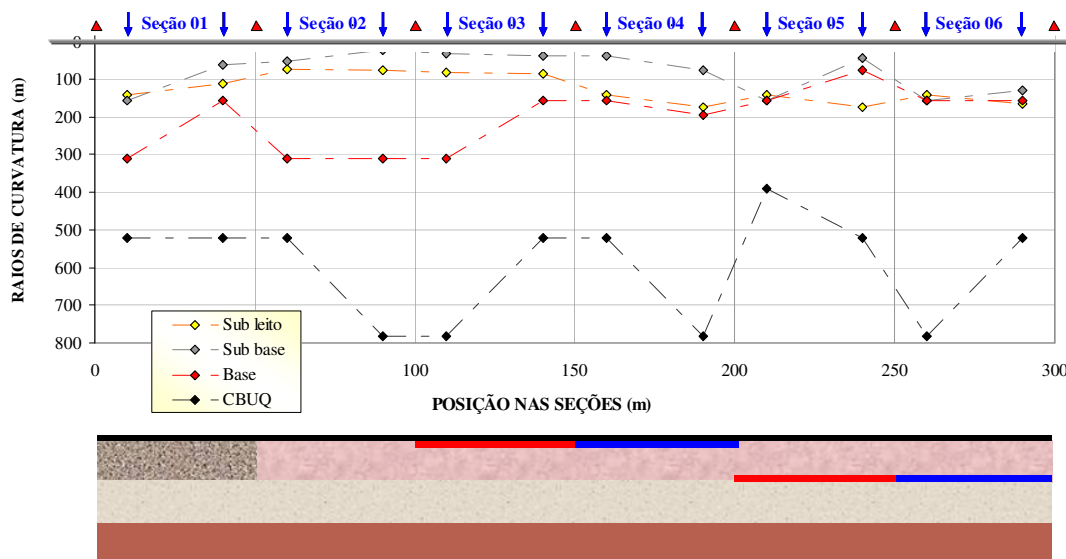 Seção 01 Seção 02 Seção 03 Seção 04 Seção 05 Seção 06
0
100
200
300
400
500
600
700
800
RAIOS DE CURVATURA (m)
Sub leito
Sub base
Base
CBUQ
0 100 150 200 250 300
POSIÇÃO NAS SEÇÕES (m)